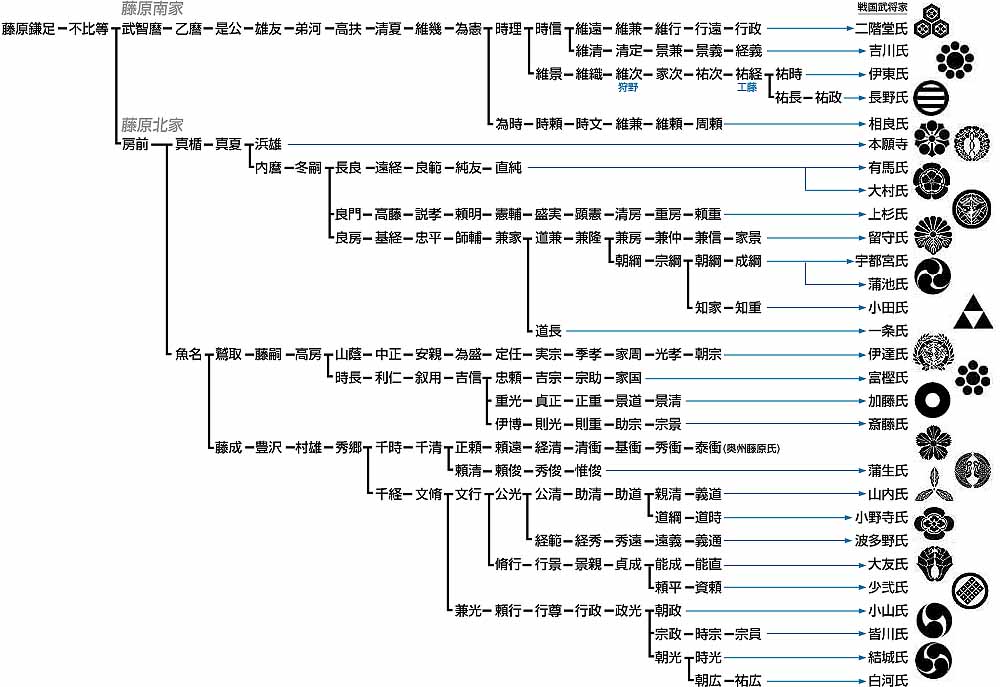 藤原南家
戦国武将家
藤原鎌足 不比等 武智麿 乙麿 是公 雄友 弟河 高扶 清夏 維幾 為憲 時理 時信 維遠 維兼 維行 行遠 行政 二階堂氏
維清 清定 景兼 景義 経義 吉川氏
維景 維織 維次 家次 祐次 祐経 祐時 伊東氏
狩野 工藤
祐長 祐政 長野氏
藤原北家
為時 時頼 時文 維兼 維頼 周頼 相良氏
房前 真楯 真夏 浜雄 本願寺
内麿 冬嗣 長良 遠経 良範 純友 直純 有馬氏
大村氏
良門 高藤 説孝 頼明 憲輔 盛実 顕憲 清房 重房 頼重 上杉氏
良房 基経 忠平 師輔 兼家 道兼 兼隆 兼房 兼仲 兼信 家景 留守氏
朝綱 宗綱 朝綱 成綱 宇都宮氏
蒲池氏
知家 知重 小田氏
道長 一条氏
魚名 鷲取 藤嗣 高房 山蔭 中正 安親 為盛 定任 実宗 季孝 家周 光孝 朝宗 伊達氏
時長 利仁 叙用 吉信 忠頼 吉宗 宗助 家国 富樫氏
重光 貞正 正重 景道 景清 加藤氏
伊博 則光 則重 助宗 宗景 斎藤氏
藤成 豊沢 村雄 秀郷 千時 千清 正頼 頼遠 経清 清衡 基衡 秀衡 泰衡(奥州藤原氏)
頼清 頼俊 秀俊 惟俊 蒲生氏
千経 文脩 文行 公光 公清 助清 助道 親清 義道 山内氏
道綱 道時 小野寺氏
経範 経秀 秀遠 遠義 義通 波多野氏
脩行 行景 景親 貞成 能成 能直 大友氏
頼平 資頼 少弐氏
兼光 頼行 行尊 行政 政光 朝政 小山氏
宗政 時宗 宗員 皆川氏
朝光 時光 結城氏
朝広 祐広 白河氏